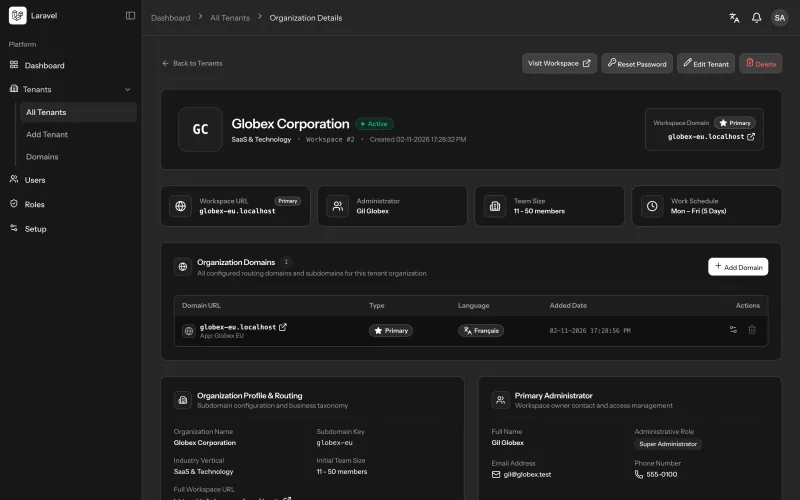 Laravel
Dashboard
All Tenants
Organization Details
SA
Platform
Dashboard
Tenants
All Tenants
Add Tenant
Domains
Users
Roles
Setup
Back to Tenants
Visit Workspace
Reset Password
Edit Tenant
Delete
GC
Globex Corporation
Active
SaaS & Technology • Workspace #2 • Created 02-11-2026 17:28:32 PM
Workspace Domain
Primary
globex-eu.localhost
Workspace URL
Primary
globex-eu.localhost
Administrator
Gil Globex
Team Size
11 - 50 members
Work Schedule
Mon – Fri (5 Days)
Organization Domains 1
All configured routing domains and subdomains for this tenant organization
Add Domain
Domain URL Type Language Added Date Actions
globex-eu.localhost
App: Globex EU
Primary
Français
02-11-2026 17:28:56 PM
Organization Profile & Routing
Subdomain configuration and business taxonomy
Organization Name
Globex Corporation
Subdomain Key
globex-eu
Industry Vertical
SaaS & Technology
Initial Team Size
11 - 50 members
Full Workspace URL
Primary Administrator
Workspace owner contact and access management
Full Name
Gil Globex
Administrative Role
Super Administrator
Email Address
gil@globex.test
Phone Number
555-0100